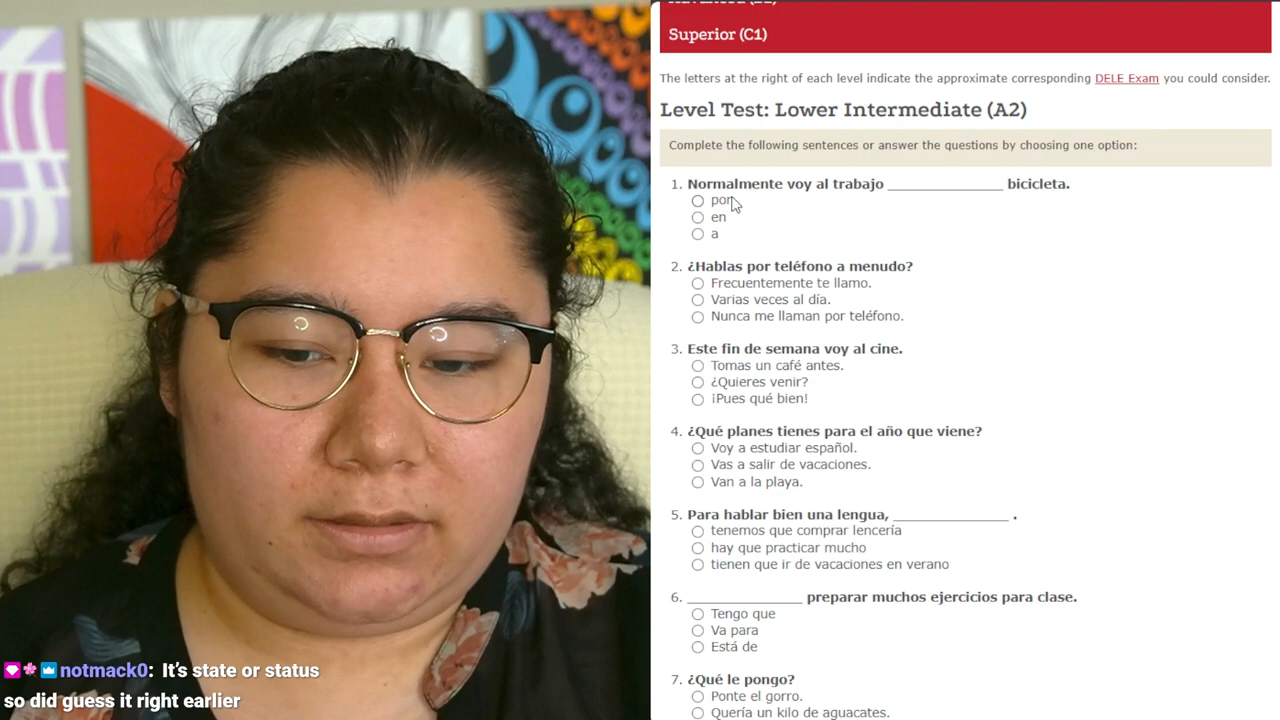 Superior (C1)
The letters at the right of each level indicate the approximate corresponding DELE Exam you could consider.
Level Test: Lower Intermediate (A2)
Complete the following sentences or answer the questions by choosing one option:
1. Normalmente voy al trabajo _______________ bicicleta.
por
en
a
2. ¿Hablas por teléfono a menudo?
Frecuentemente te llamo.
Varias veces al día.
Nunca me llaman por teléfono.
3. Este fin de semana voy al cine.
Tomas un café antes.
¿Quieres venir?
¡Pues qué bien!
4. ¿Qué planes tienes para el año que viene?
Voy a estudiar español.
Vas a salir de vacaciones.
Van a la playa.
5. Para hablar bien una lengua, _______________ .
tenemos que comprar lencería
hay que practicar mucho
tienen que ir de vacaciones en verano
6. _______________ preparar muchos ejercicios para clase.
Tengo que
Va para
Está de
7. ¿Qué le pongo?
Ponte el gorro.
Quería un kilo de aguacates.
notmack0: It's state or status
so did guess it right earlier